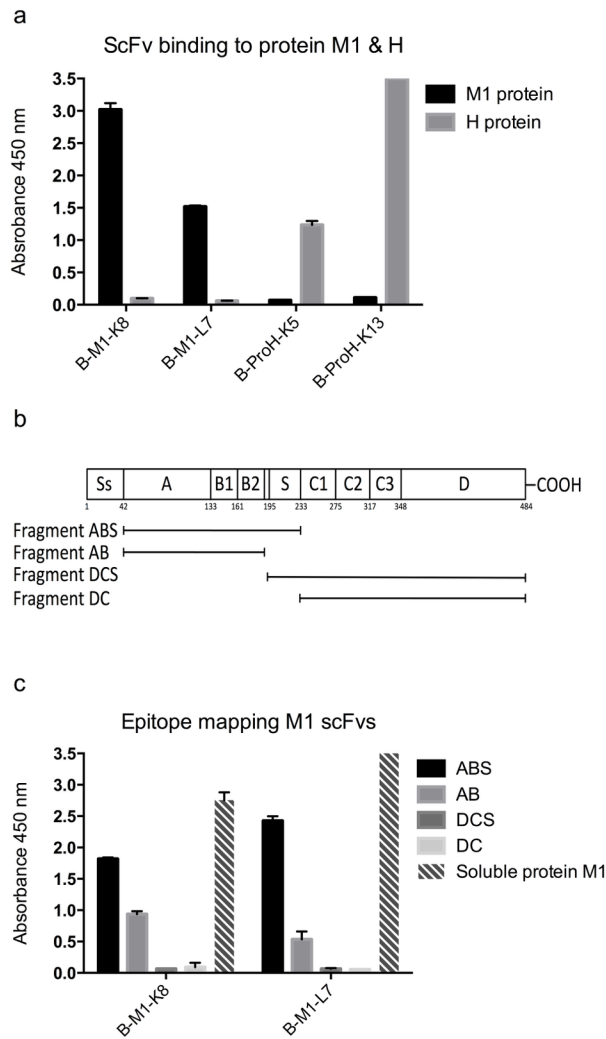 a
ScFv binding to protein M1 & H
Absrobance 450 nm
3.5
3.0
2.5
2.0
1.5
1.0
0.5
0.0
B-M1-K8
B-M1-L7
B-ProH-K5
B-ProH-K13
M1 protein
H protein
b
Ss A B1 B2 S C1 C2 C3 D COOH
1 42 133 161 195 233 275 317 348 484
Fragment ABS
Fragment AB
Fragment DCS
Fragment DC
c
Epitope mapping M1 scFvs
Absorbance 450 nm
3.5
3.0
2.5
2.0
1.5
1.0
0.5
0.0
B-M1-K8
B-M1-L7
ABS
AB
DCS
DC
Soluble protein M1